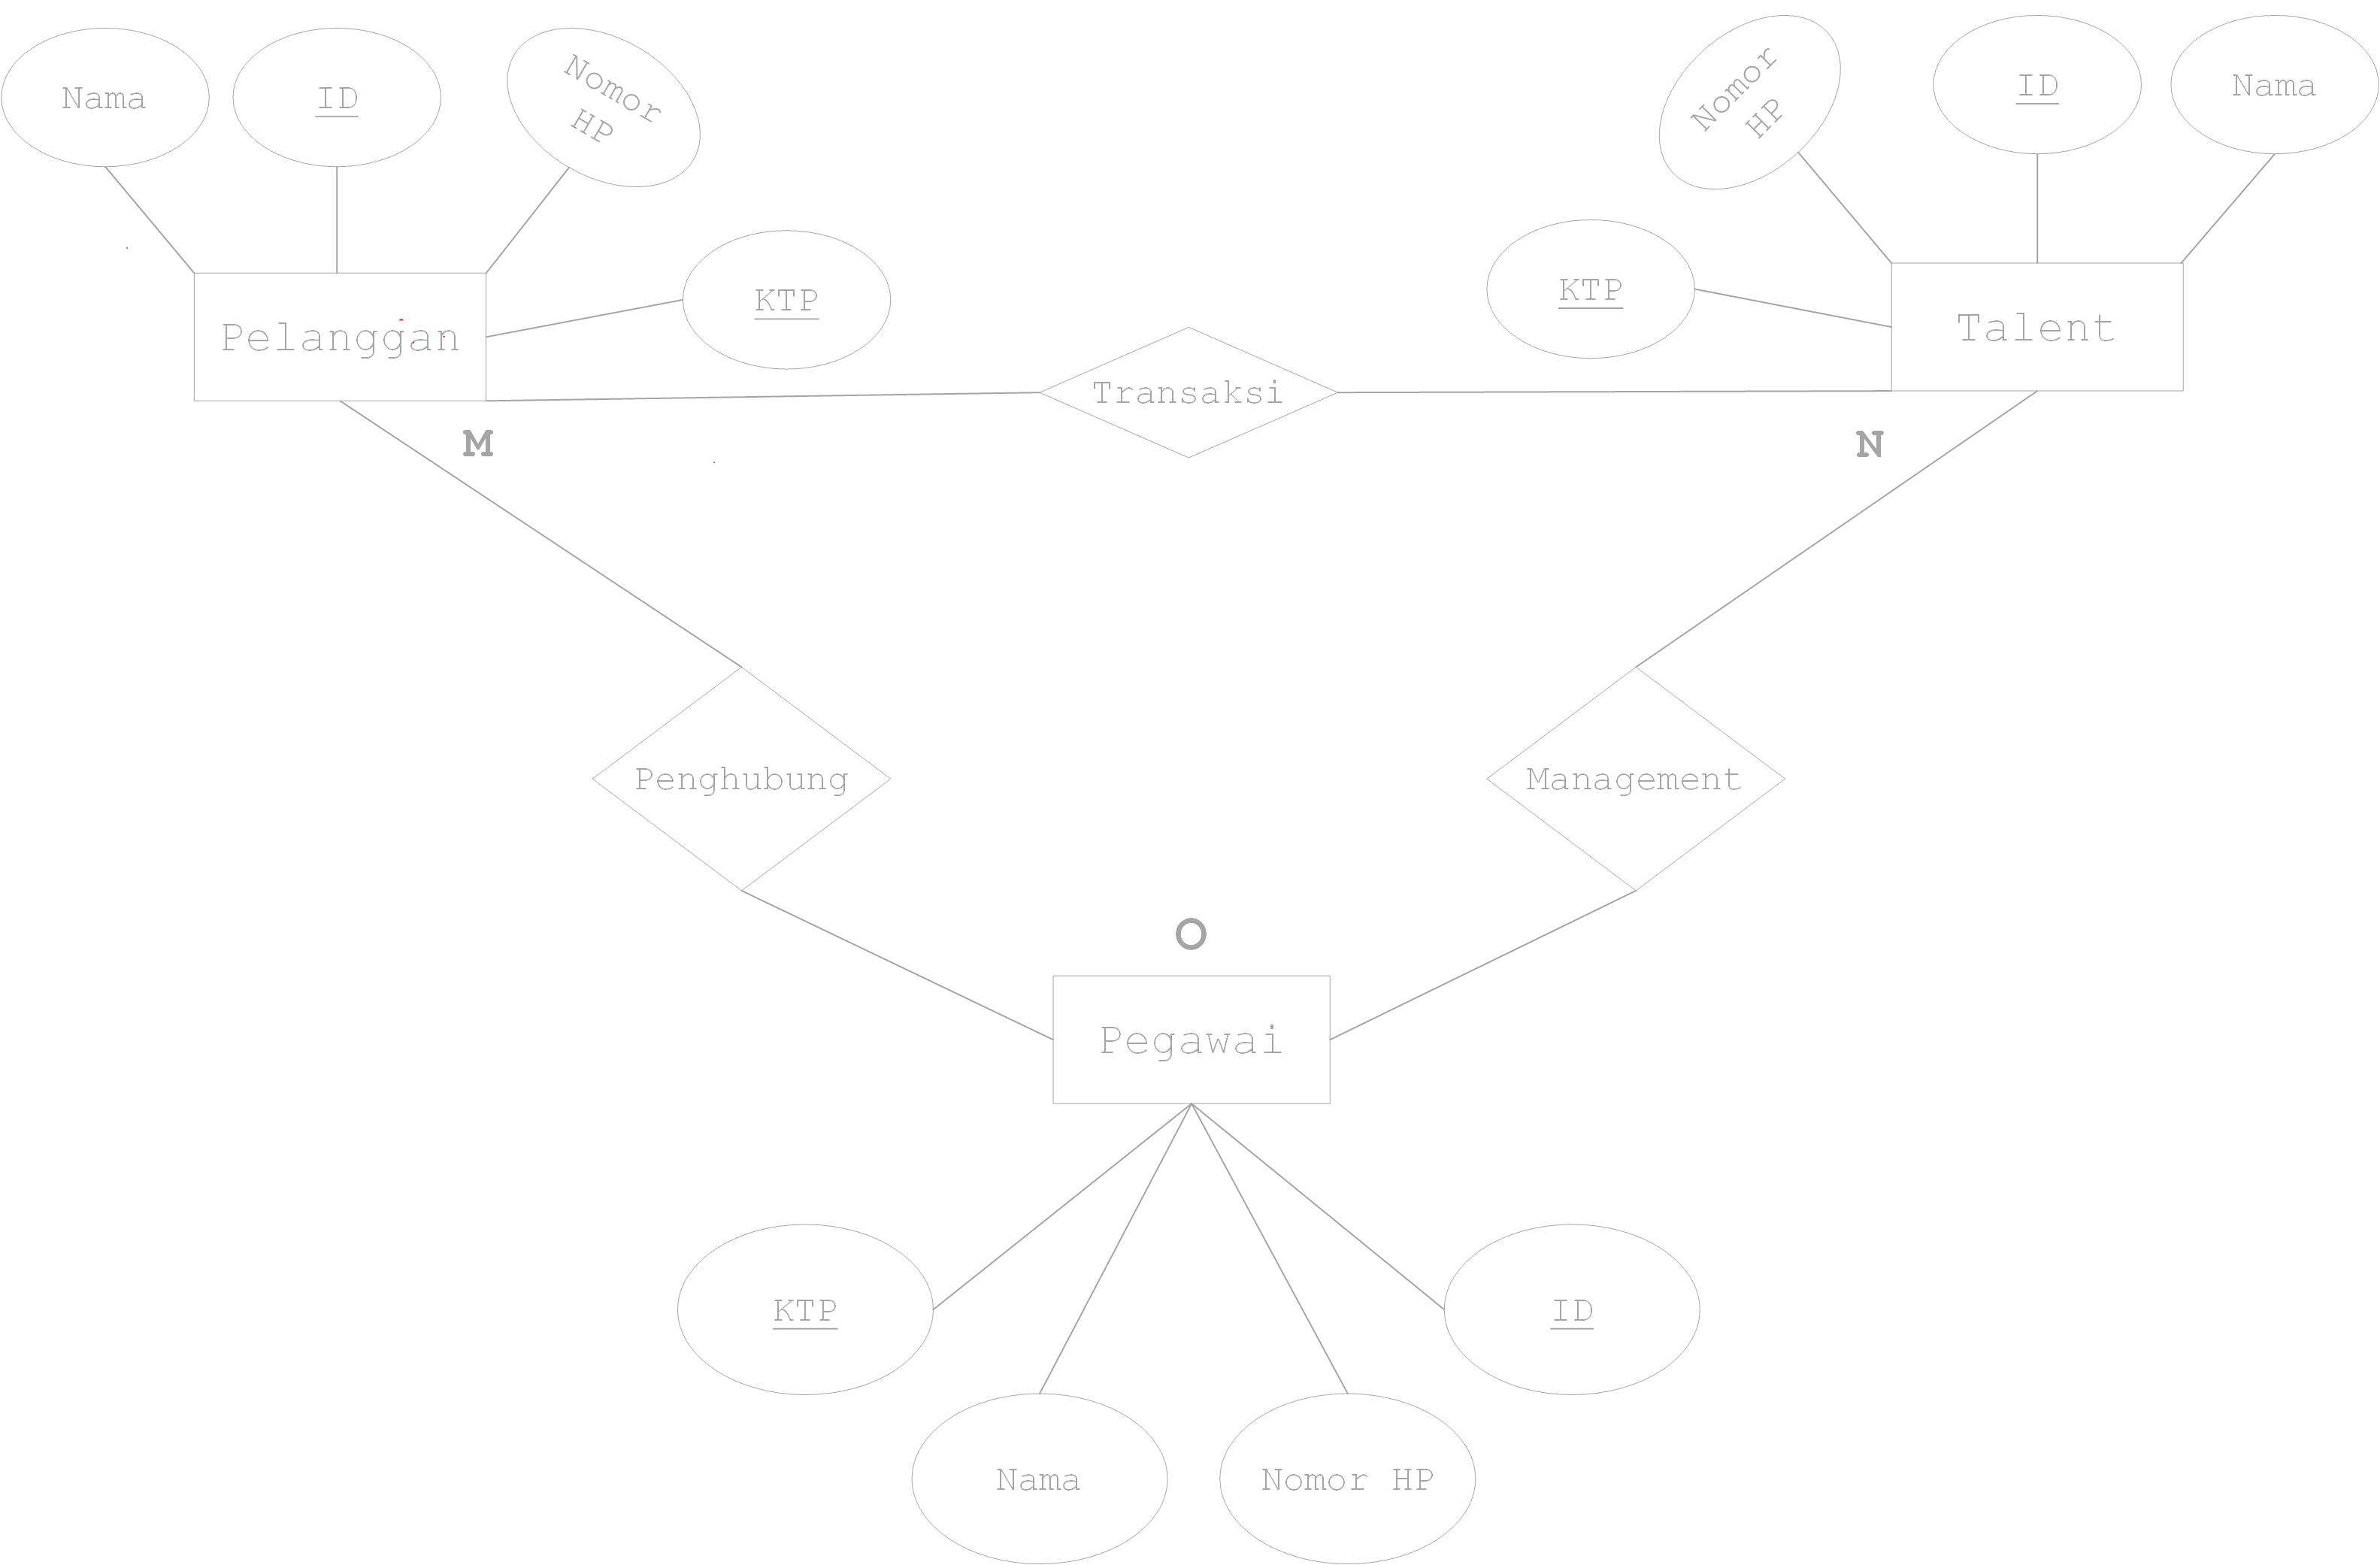 Nama
ID
Nomor
HP
Nomor
HP
ID
Nama
KTP
KTP
Pelanggan
Talent
Transaksi
M
N
Penghubung
Management
O
Pegawai
KTP
ID
Nama
Nomor HP